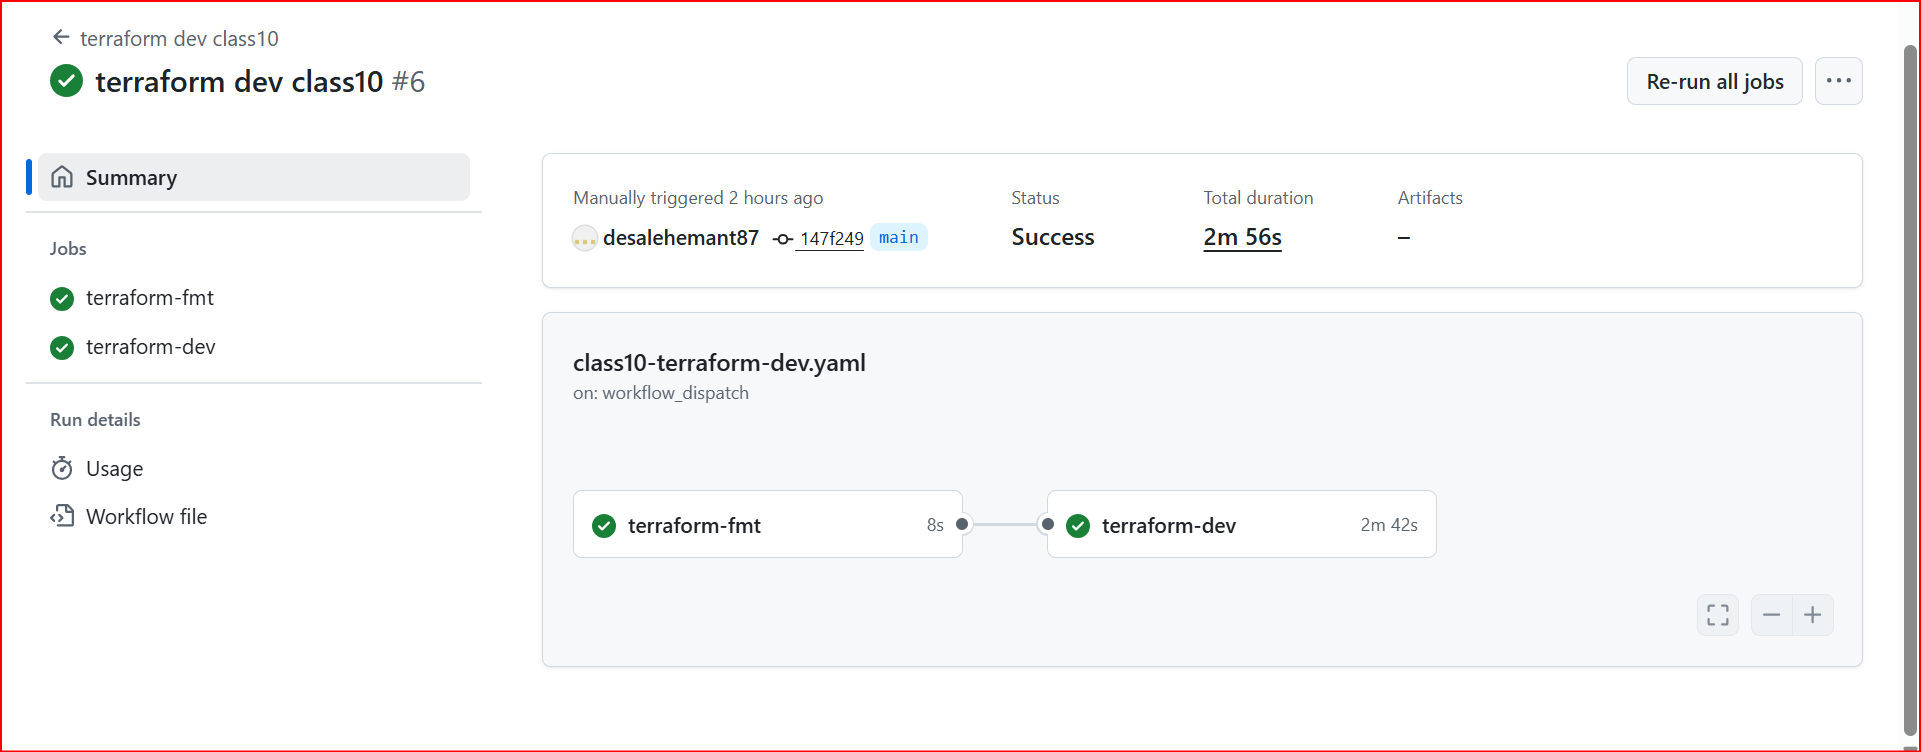 terraform dev class10
terraform dev class10 #6
Re-run all jobs
Summary
Jobs
terraform-fmt
terraform-dev
Run details
Usage
Workflow file
Manually triggered 2 hours ago
desalehemant87 147f249 main
Status
Success
Total duration
2m 56s
Artifacts
–
class10-terraform-dev.yaml
on: workflow_dispatch
terraform-fmt 8s
terraform-dev 2m 42s